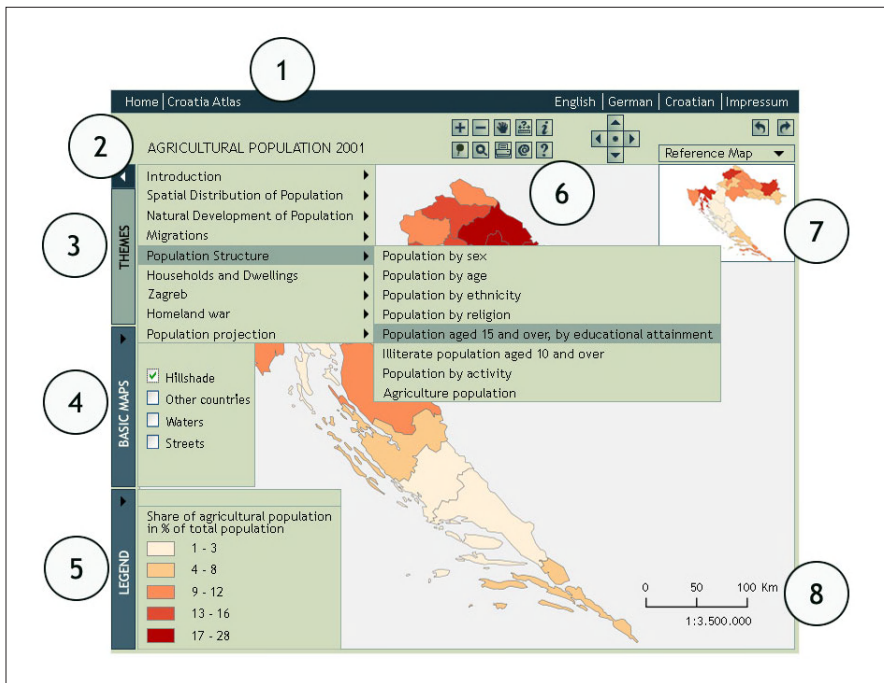 1
Home | Croatia Atlas English | German | Croatian | Impressum
2
AGRICULTURAL POPULATION 2001
+ - i
@ ?
Reference Map
6
7
3
THEMES
Introduction
Spatial Distribution of Population
Natural Development of Population
Migrations
Population Structure
Households and Dwellings
Zagreb
Homeland war
Population projection
Population by sex
Population by age
Population by ethnicity
Population by religion
Population aged 15 and over, by educational attainment
Illiterate population aged 10 and over
Population by activity
Agriculture population
4
BASIC MAPS
Hillshade
Other countries
Waters
Streets
5
LEGEND
Share of agricultural population
in % of total population
1 - 3
4 - 8
9 - 12
13 - 16
17 - 28
0 50 100 Km
1:3.500.000
8